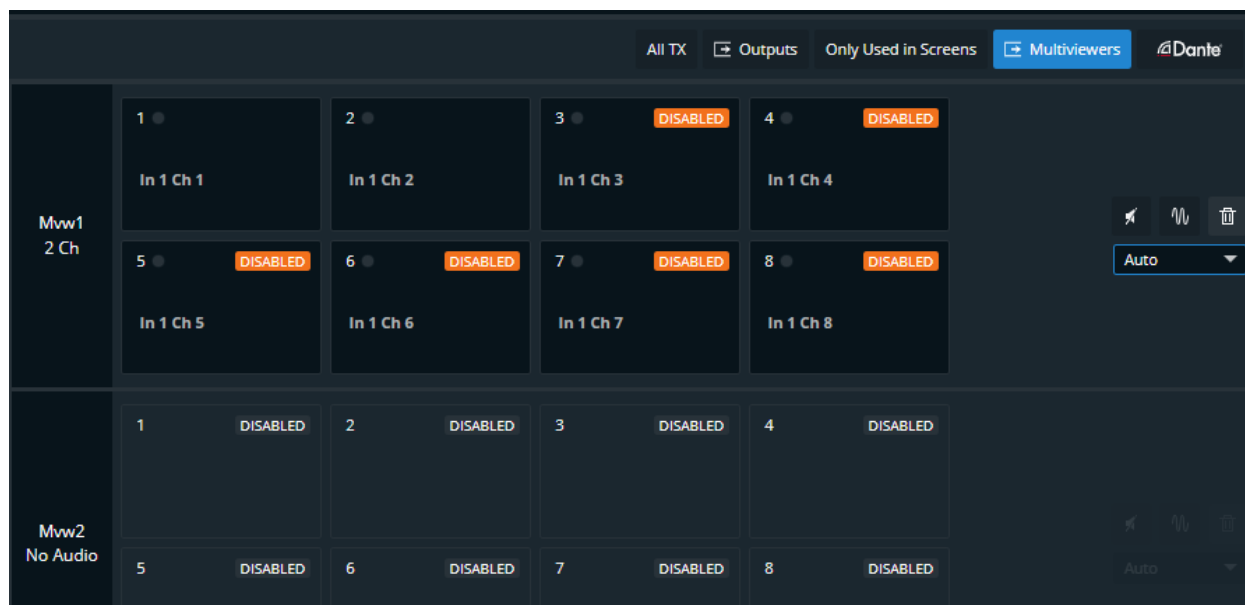 All TX Outputs Only Used in Screens Multiviewers Dante
Mvw1
2 Ch
1
In 1 Ch 1
2
In 1 Ch 2
3 DISABLED
In 1 Ch 3
4 DISABLED
In 1 Ch 4
5 DISABLED
In 1 Ch 5
6 DISABLED
In 1 Ch 6
7 DISABLED
In 1 Ch 7
8 DISABLED
In 1 Ch 8
Auto
Mvw2
No Audio
1 DISABLED
2 DISABLED
3 DISABLED
4 DISABLED
5 DISABLED
6 DISABLED
7 DISABLED
8 DISABLED
Auto